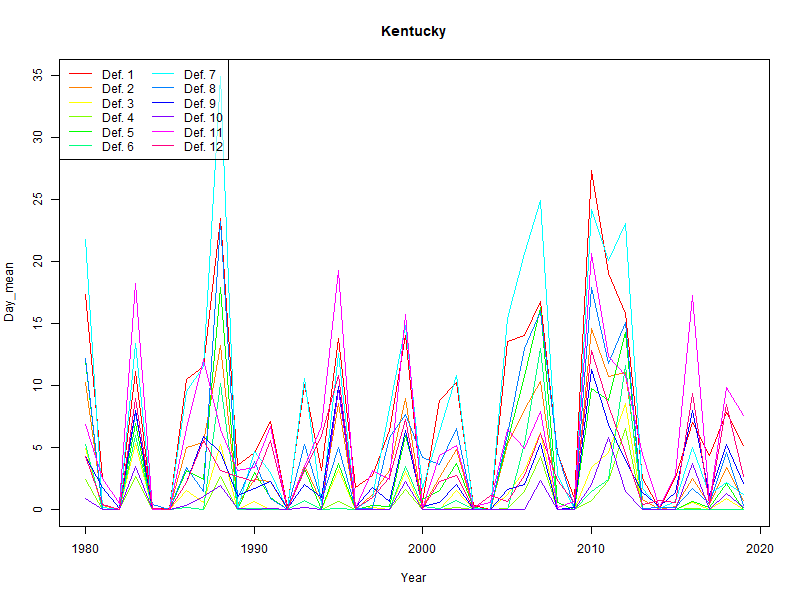 Kentucky
Def. 1 Def. 7
Def. 2 Def. 8
Def. 3 Def. 9
Def. 4 Def. 10
Def. 5 Def. 11
Def. 6 Def. 12
35
30
25
20
15
10
5
0
Day_mean
1980 1990 2000 2010 2020
Year